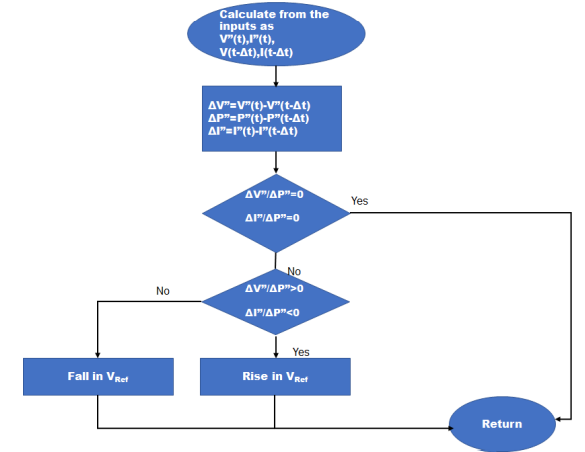 Calculate from the
inputs as
V”(t),I”(t),
V(t-Δt),I(t-Δt)
ΔV”=V”(t)-V”(t-Δt)
ΔP”=P”(t)-P”(t-Δt)
ΔI”=I”(t)-I”(t-Δt)
ΔV”/ΔP”=0
ΔI”/ΔP”=0
Yes
No
ΔV”/ΔP”>0
ΔI”/ΔP”<0
No
Yes
Fall in VRef
Rise in VRef
Return